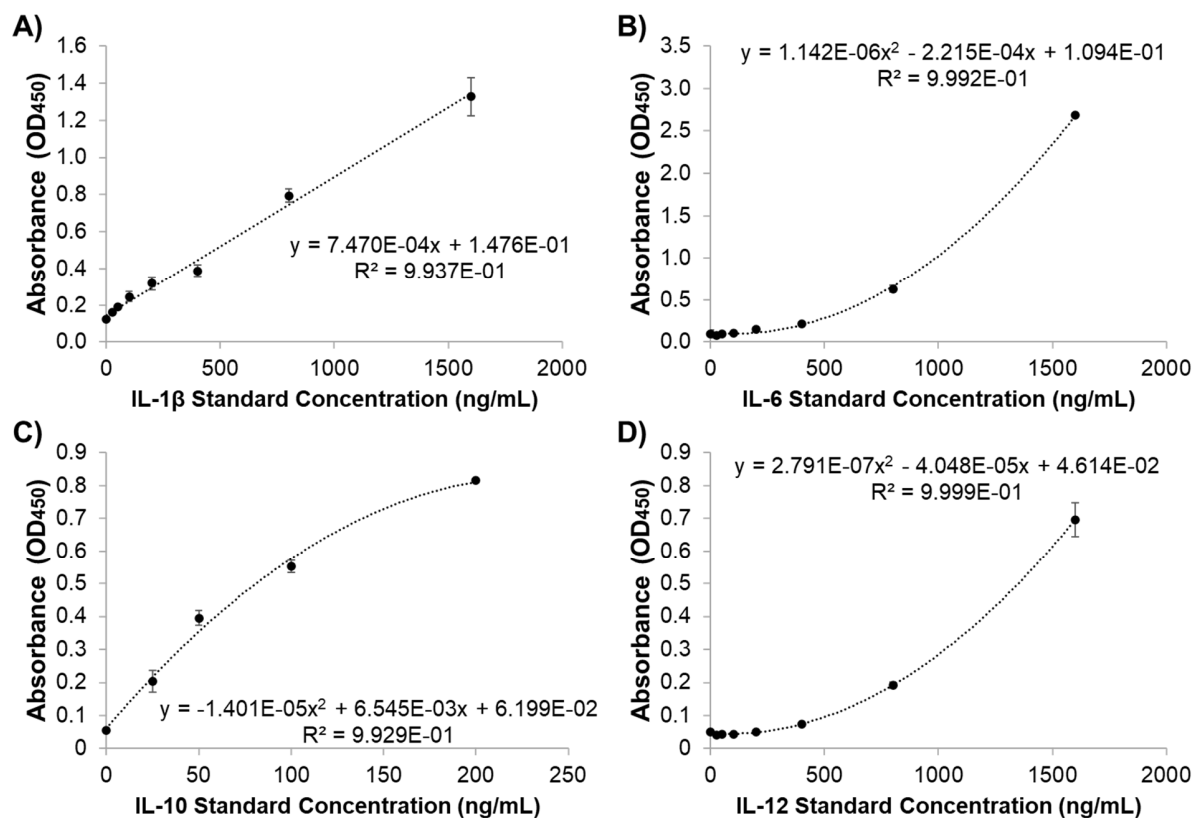 A)
1.6
1.4
1.2
1.0
0.8
0.6
0.4
0.2
0.0
Absorbance (OD450)
y = 7.470E-04x + 1.476E-01
R² = 9.937E-01
0
500
1000
1500
2000
IL-1β Standard Concentration (ng/mL)
B)
3.5
3.0
2.5
2.0
1.5
1.0
0.5
0.0
Absorbance (OD450)
y = 1.142E-06x² - 2.215E-04x + 1.094E-01
R² = 9.992E-01
0
500
1000
1500
2000
IL-6 Standard Concentration (ng/mL)
C)
0.9
0.8
0.7
0.6
0.5
0.4
0.3
0.2
0.1
0
Absorbance (OD450)
y = -1.401E-05x² + 6.545E-03x + 6.199E-02
R² = 9.929E-01
0
50
100
150
200
250
IL-10 Standard Concentration (ng/mL)
D)
0.9
0.8
0.7
0.6
0.5
0.4
0.3
0.2
0.1
0
Absorbance (OD450)
y = 2.791E-07x² - 4.048E-05x + 4.614E-02
R² = 9.999E-01
0
500
1000
1500
2000
IL-12 Standard Concentration (ng/mL)